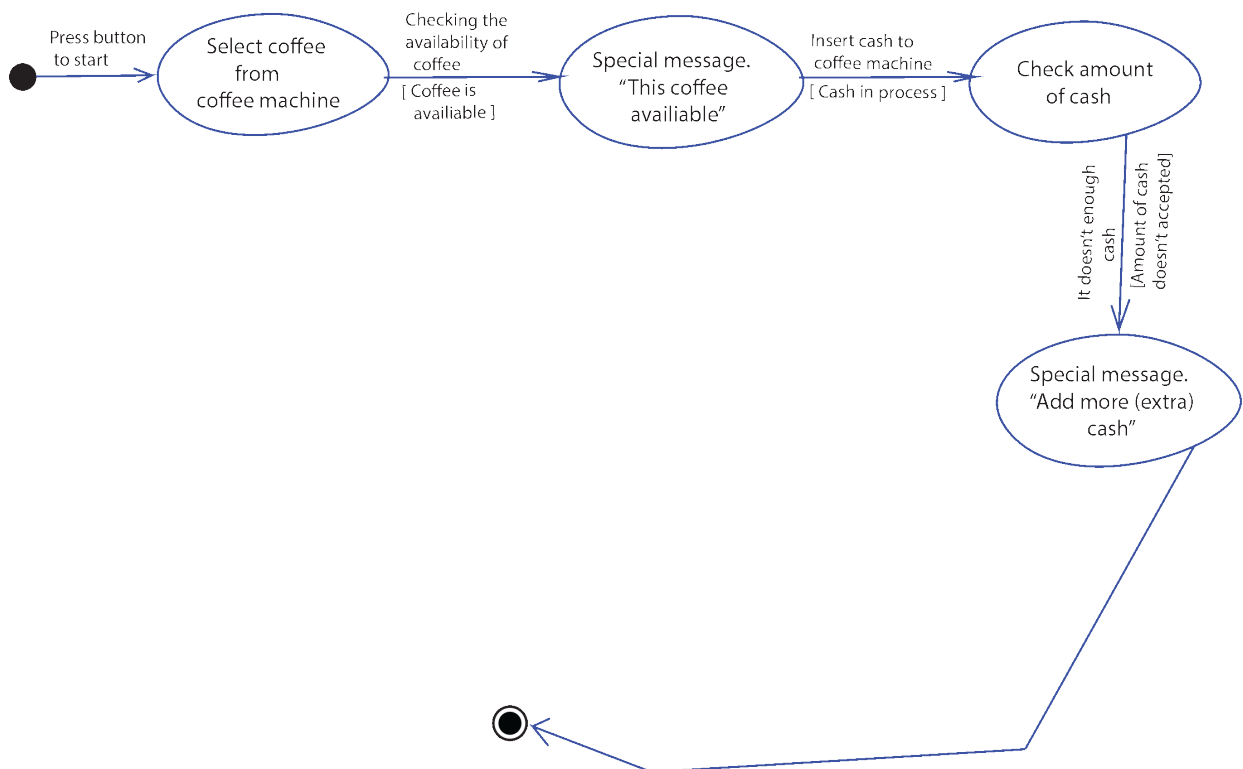 Press button
to start
Select coffee
from
coffee machine
Checking the
availability of
coffee
[ Coffee is
availiable ]
Special message.
“This coffee
availiable”
Insert cash to
coffee machine
[ Cash in process ]
Check amount
of cash
It doesn't enough
cash
[Amount of cash
doesn't accepted]
Special message.
“Add more (extra)
cash”